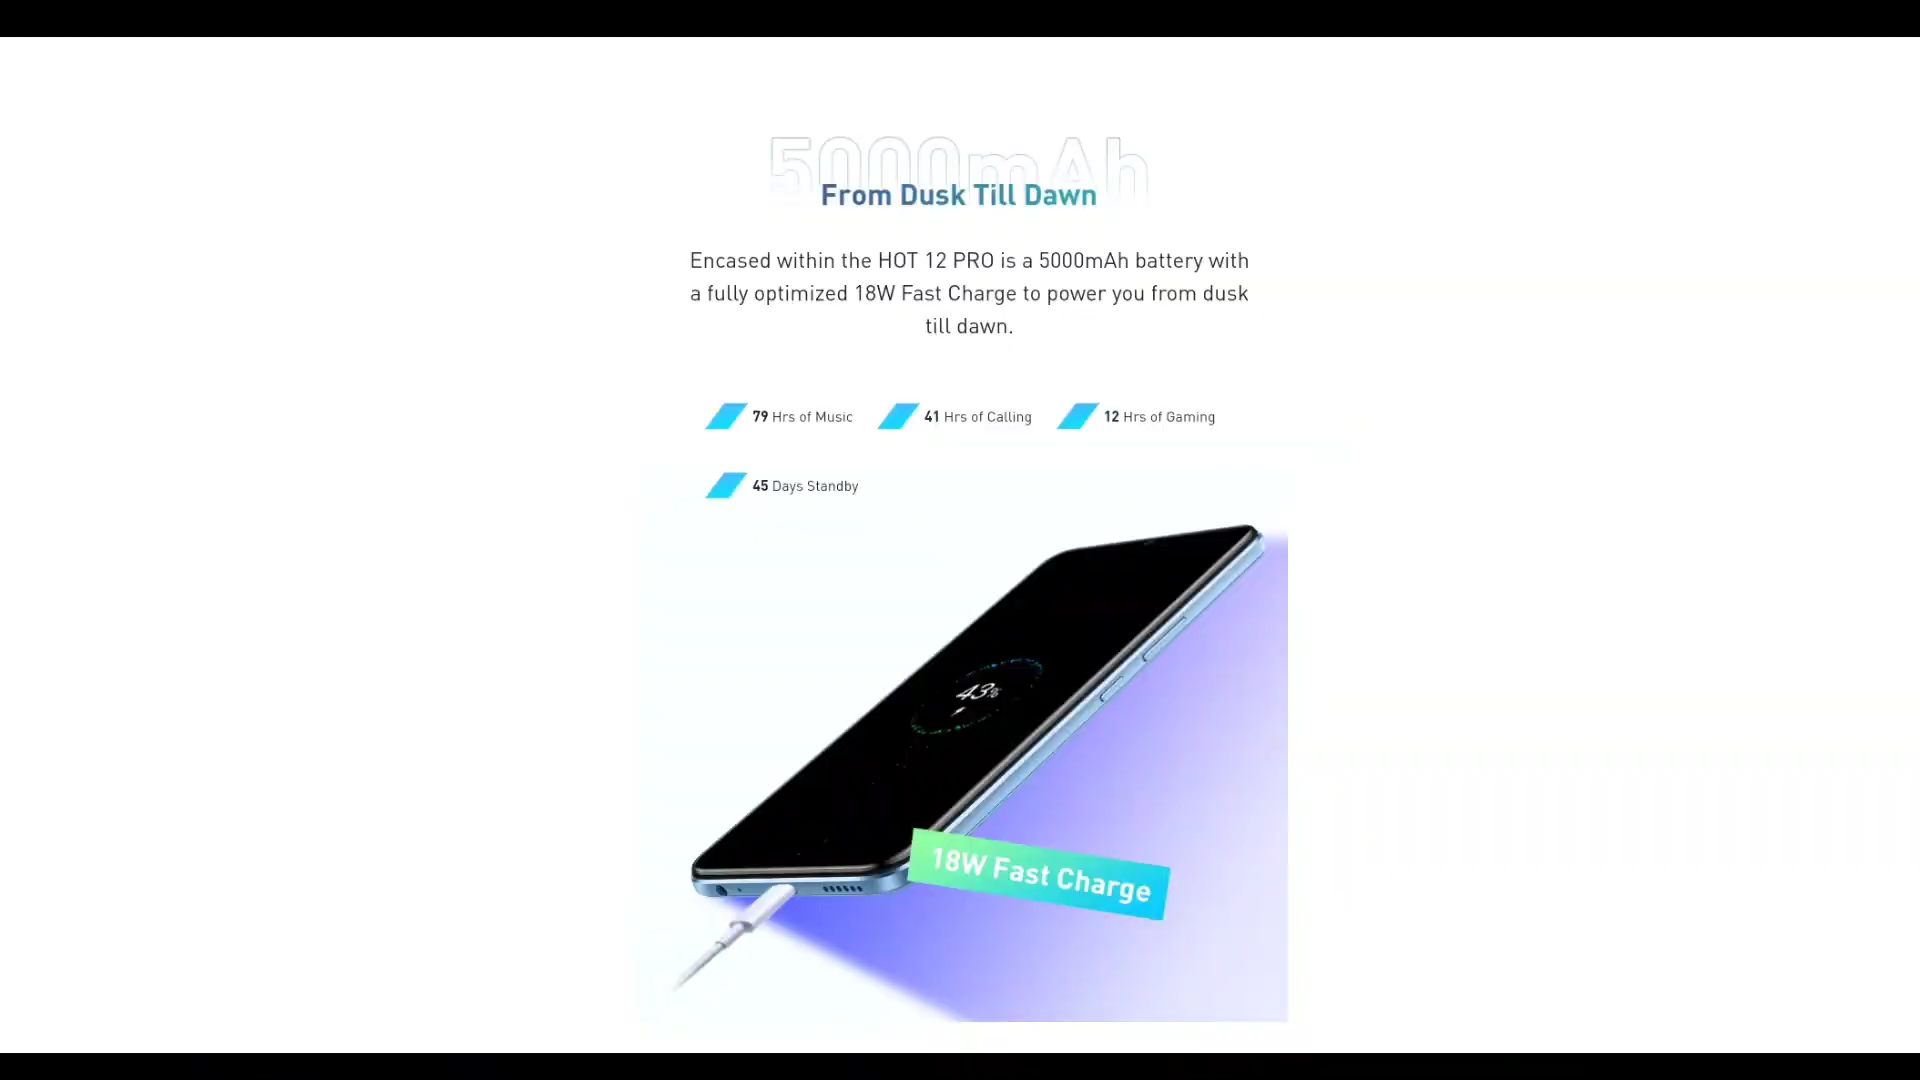 5000mAh
From Dusk Till Dawn
Encased within the HOT 12 PRO is a 5000mAh battery with
a fully optimized 18W Fast Charge to power you from dusk
till dawn.
79 Hrs of Music 41 Hrs of Calling 12 Hrs of Gaming
45 Days Standby
43%
18W Fast Charge